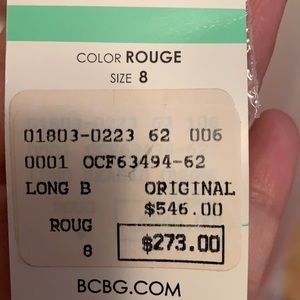 COLOR ROUGE
SIZE 8
01803-0223 62 006
0001 OCF63494-62
LONG B ORIGINAL
$546.00
ROUG
8 $273.00
BCBG.COM